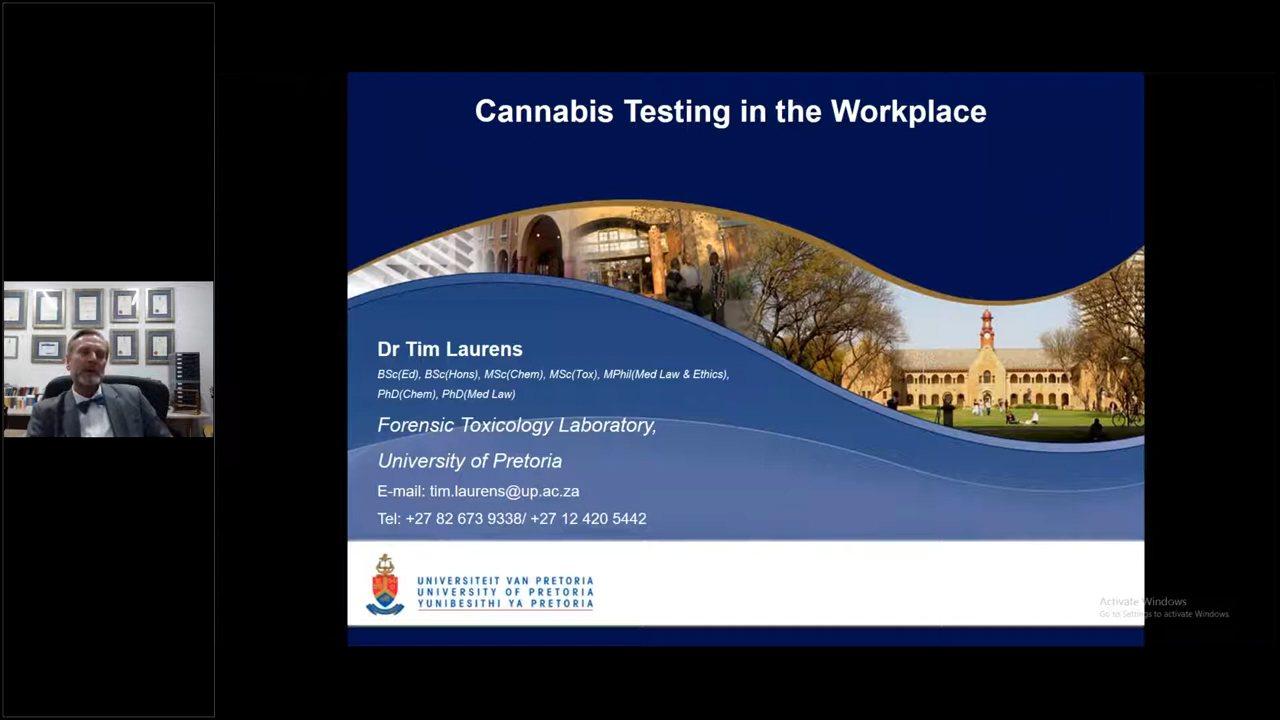 Cannabis Testing in the Workplace
Dr Tim Laurens
BSc(Ed), BSc(Hons), MSc(Chem), MSc(Tox), MPhil(Med Law & Ethics),
PhD(Chem), PhD(Med Law)
Forensic Toxicology Laboratory,
University of Pretoria
E-mail: tim.laurens@up.ac.za
Tel: +27 82 673 9338/ +27 12 420 5442
UNIVERSITEIT VAN PRETORIA
UNIVERSITY OF PRETORIA
YUNIBESITHI YA PRETORIA
Activate Windows
Go to Settings to activate Windows.